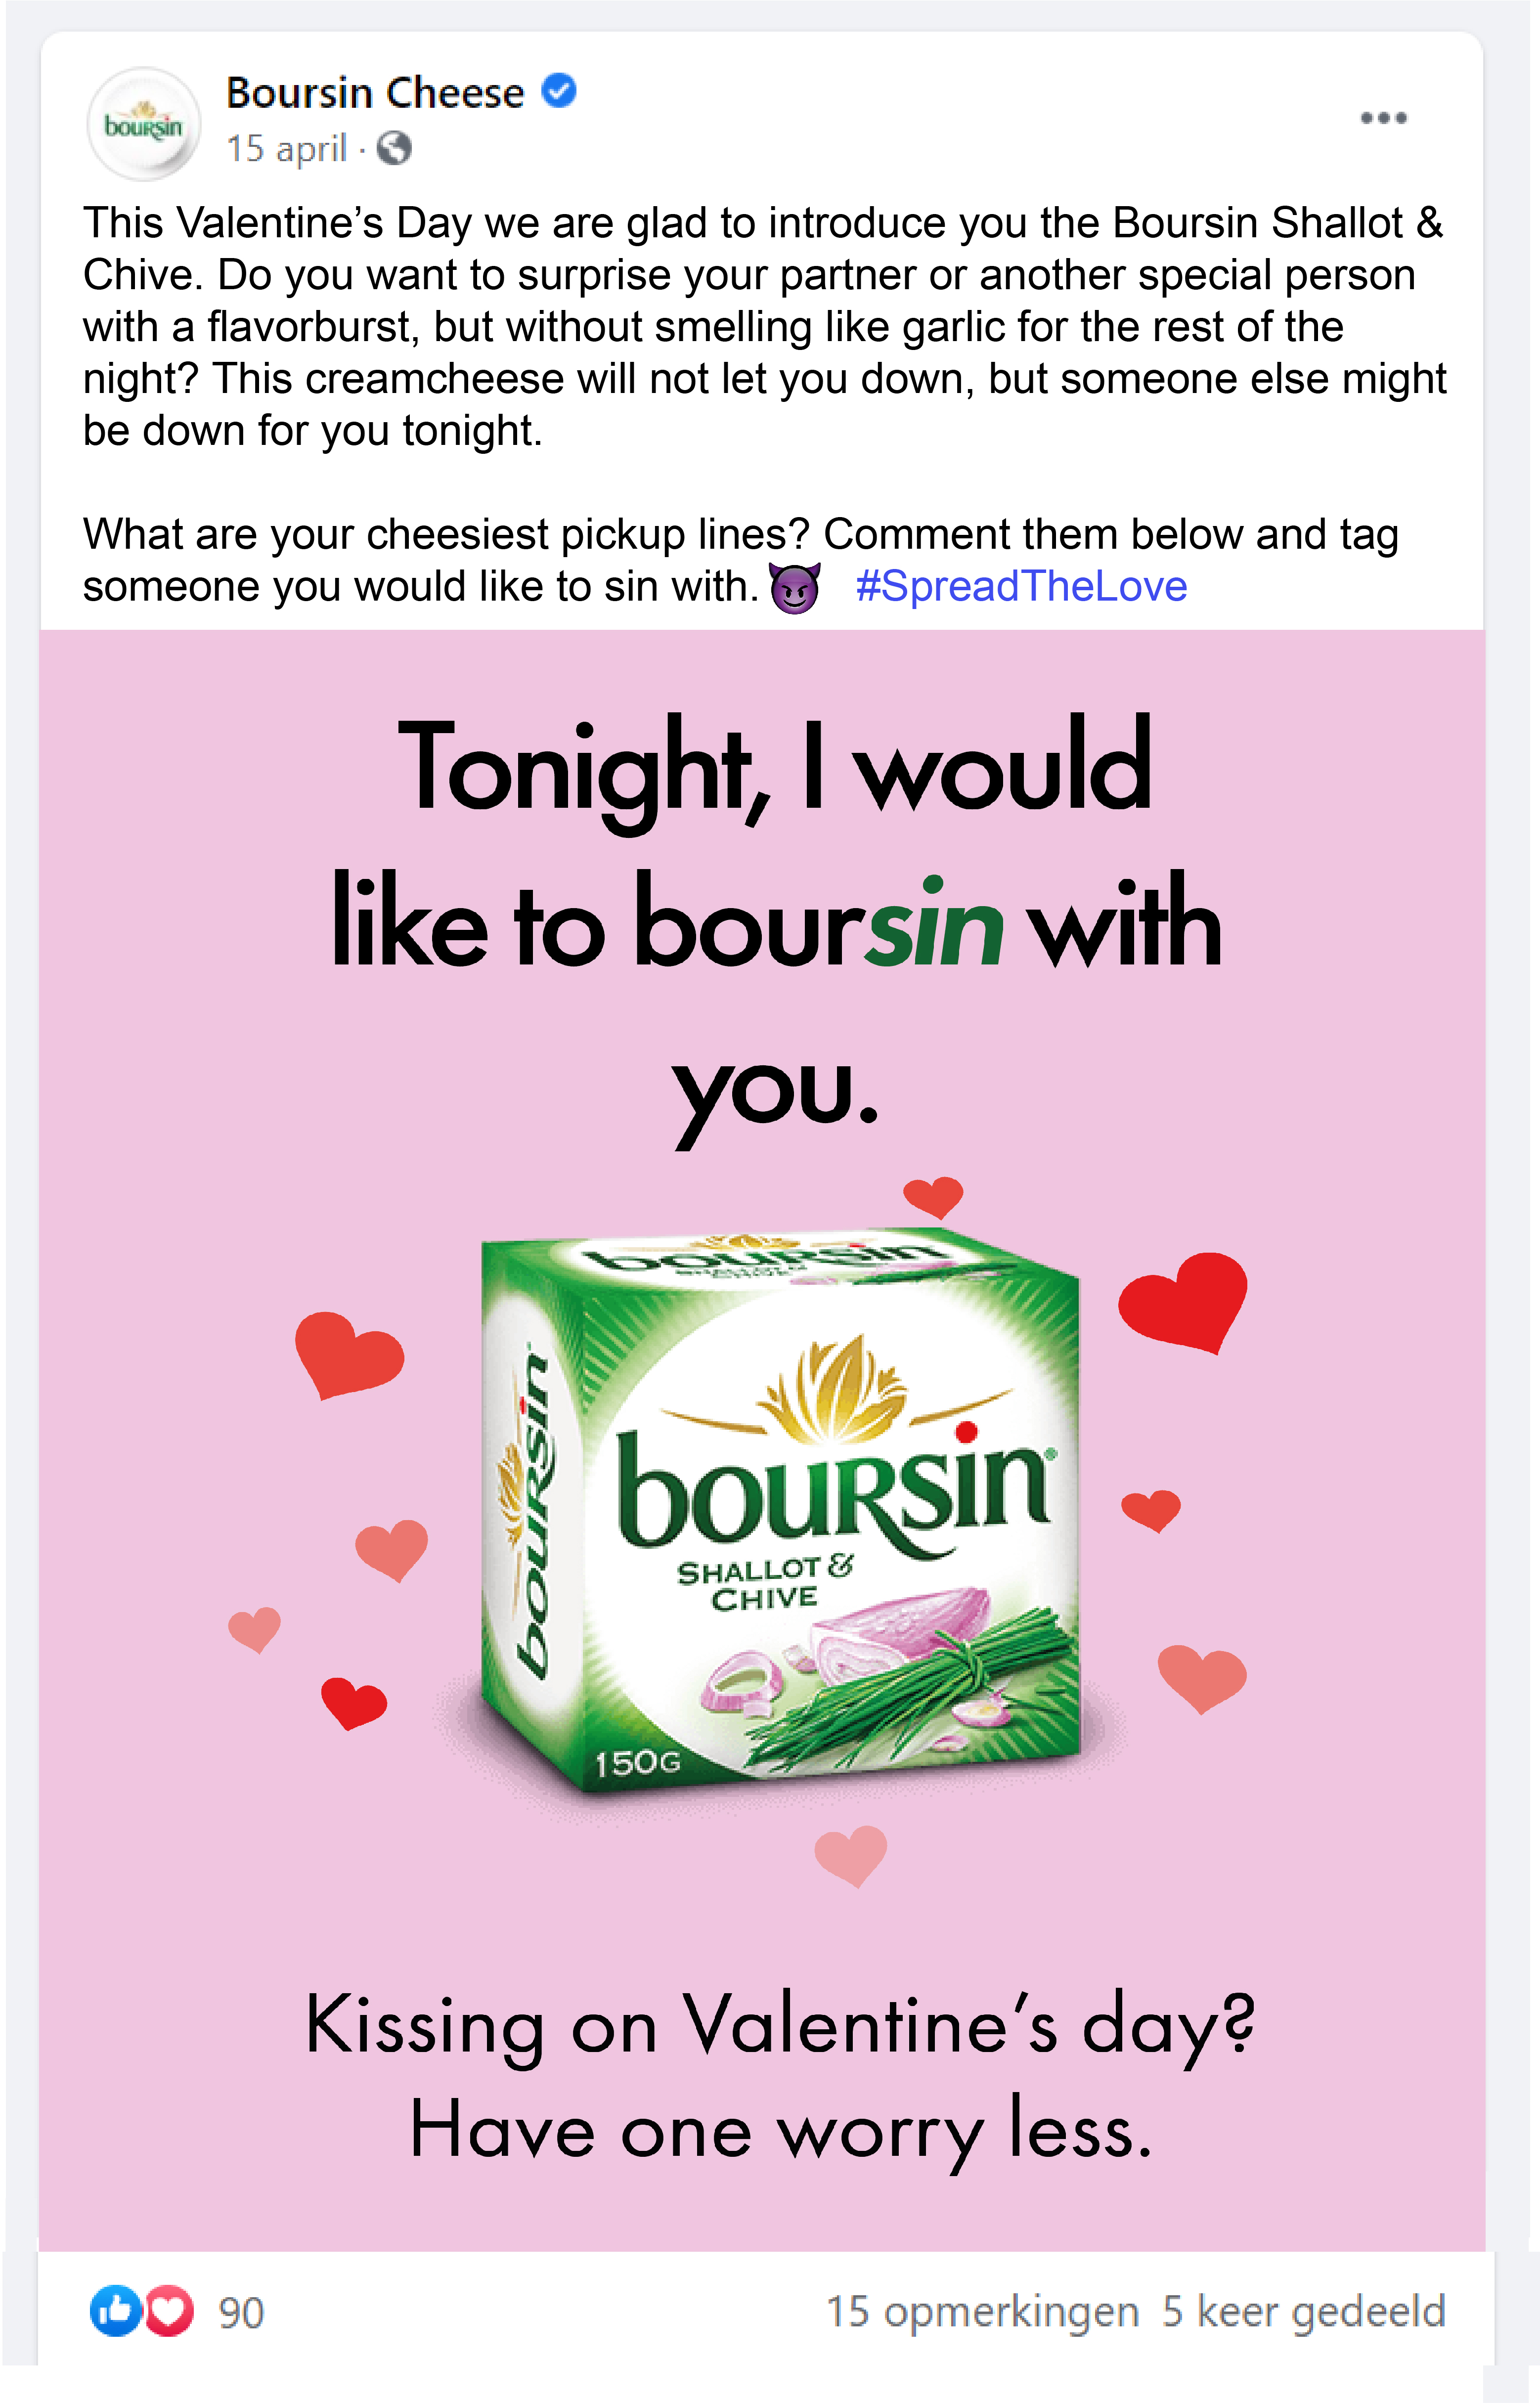 boursin
Boursin Cheese
15 april ·
This Valentine’s Day we are glad to introduce you the Boursin Shallot &
Chive. Do you want to surprise your partner or another special person
with a flavorburst, but without smelling like garlic for the rest of the
night? This creamcheese will not let you down, but someone else might
be down for you tonight.
What are your cheesiest pickup lines? Comment them below and tag
someone you would like to sin with. 😈 #SpreadTheLove
Tonight, I would
like to boursin with
you.
boursin
SHALLOT &
CHIVE
boursin
boursin
SHALLOT &
CHIVE
150G
Kissing on Valentine’s day?
Have one worry less.
90
15 opmerkingen 5 keer gedeeld